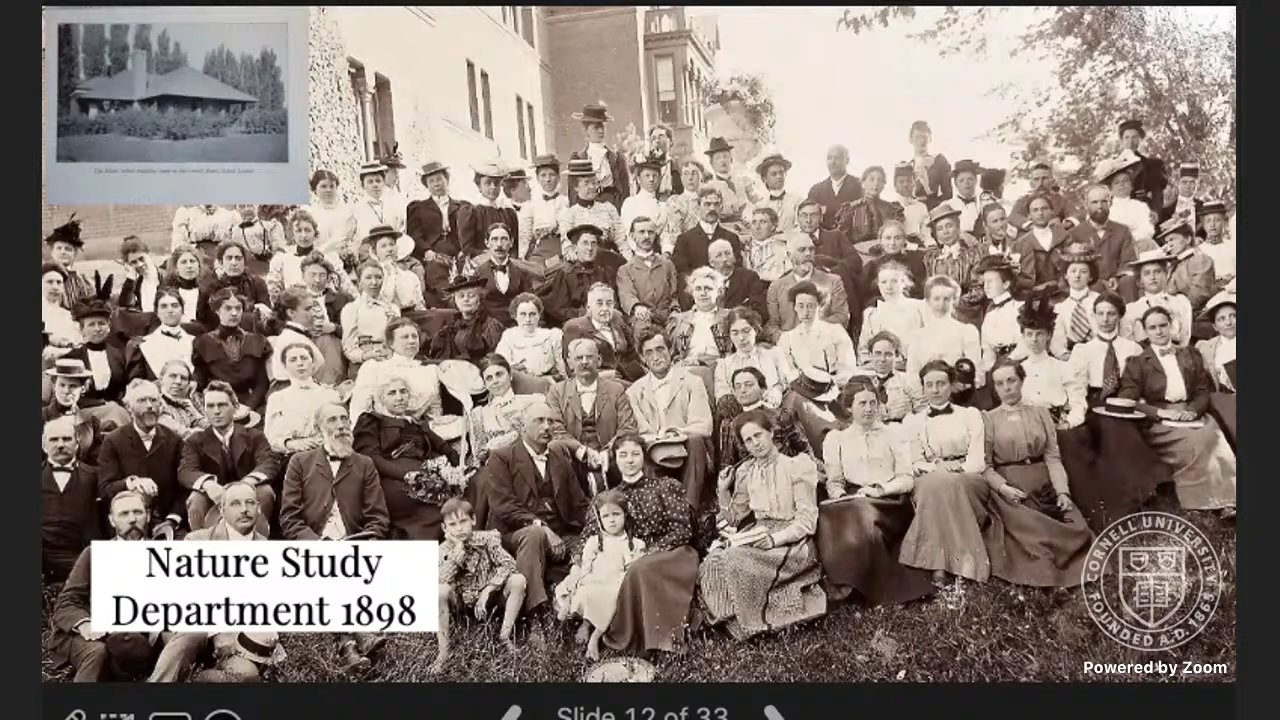 Nature Study
Department 1898
CORNELL UNIVERSITY
FOUNDED A.D. 1865
Powered by Zoom
Slide 12 of 33